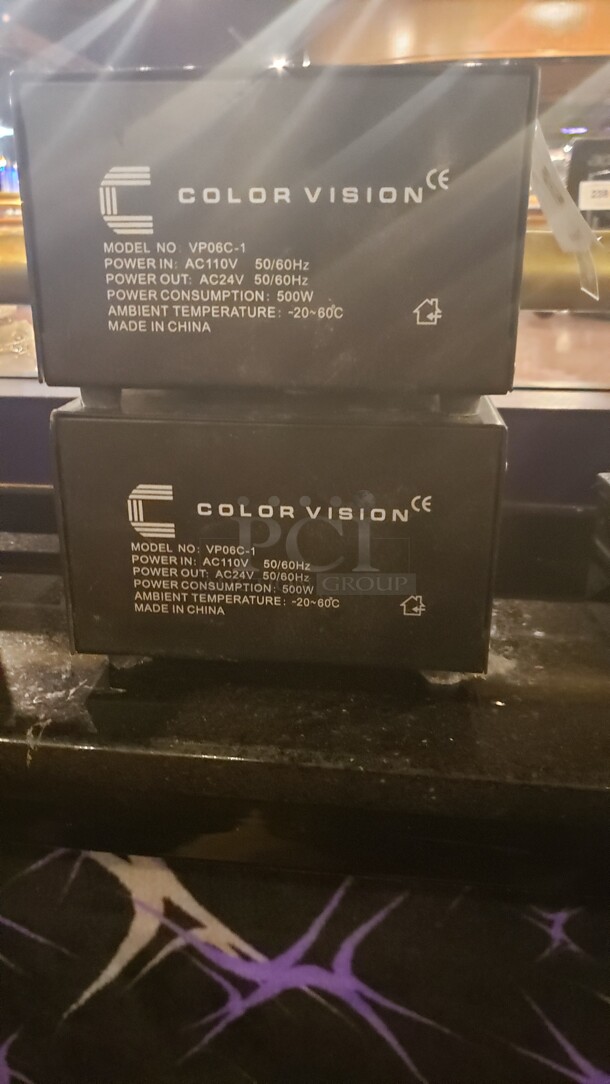 COLOR VISION CE
MODEL NO: VP06C-1
POWER IN: AC110V 50/60Hz
POWER OUT: AC24V 50/60Hz
POWER CONSUMPTION: 500W
AMBIENT TEMPERATURE: -20~60℃
MADE IN CHINA
COLOR VISION CE
MODEL NO: VP06C-1
POWER IN: AC110V 50/60Hz
POWER OUT: AC24V 50/60Hz
POWER CONSUMPTION: 500W
AMBIENT TEMPERATURE: -20~60℃
MADE IN CHINA
PCI
GROUP